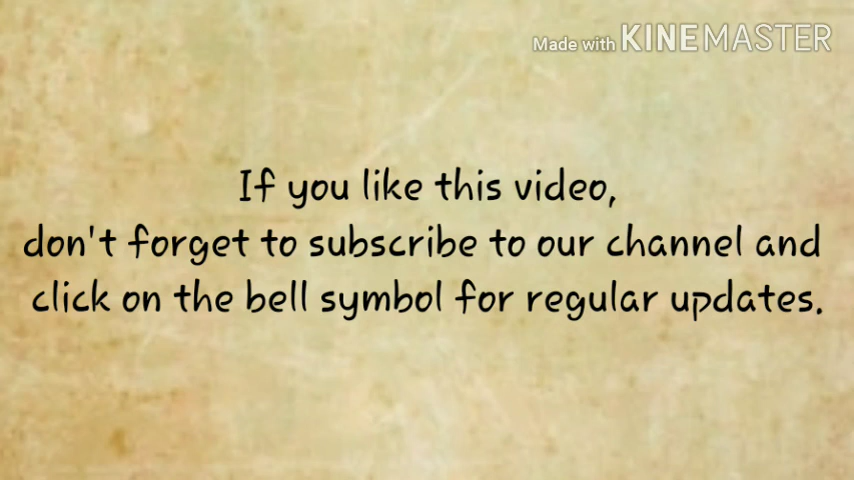 Made with KINEMASTER
If you like this video,
don't forget to subscribe to our channel and
click on the bell symbol for regular updates.